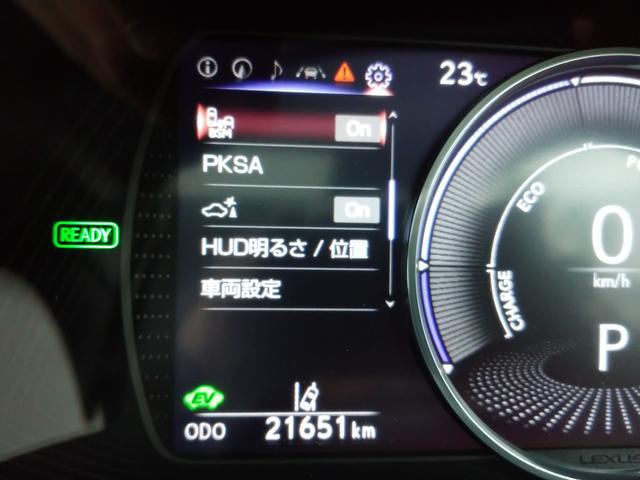 23℃
BSM On
PKSA
On
HUD明るさ / 位置
車両設定
READY
EV
ODO 21651 km
ECO
CHARGE
PO
0
km/h
P
LEXUS